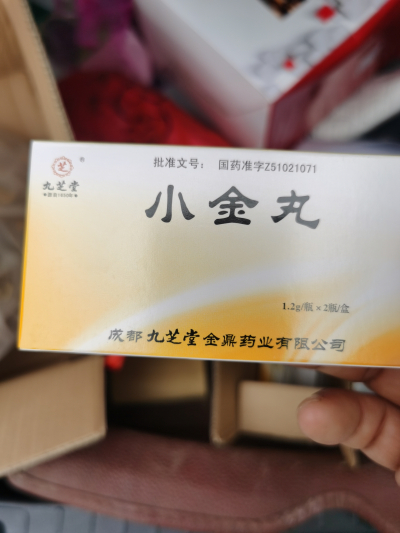 批准文号： 国药准字Z51021071
芝
九芝堂
小金丸
1.2g/瓶×2瓶/盒
成都九芝堂金鼎药业有限公司